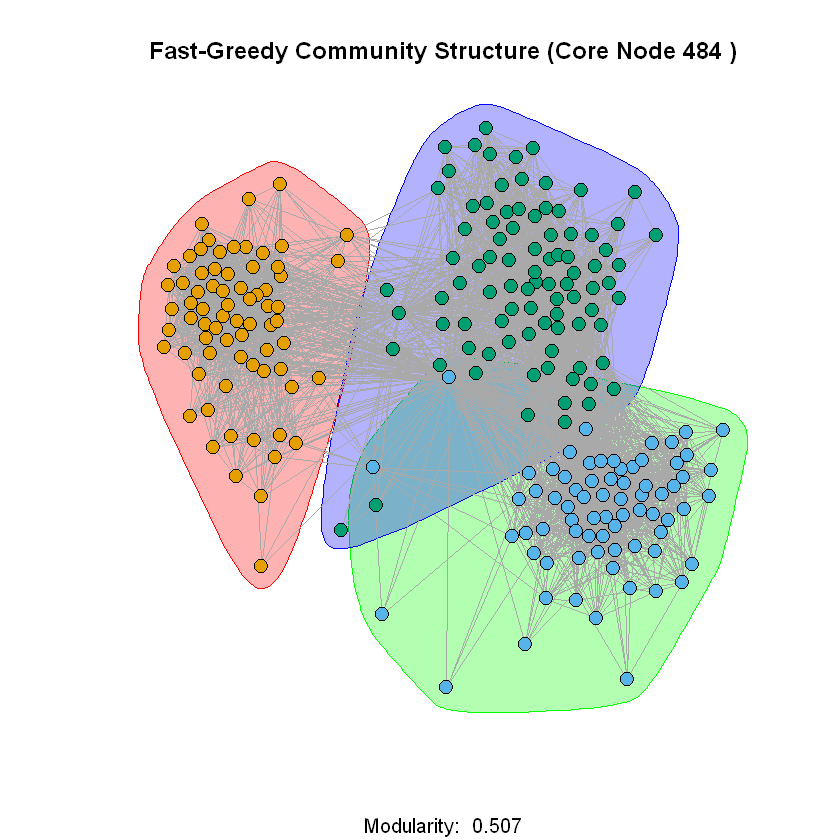 Fast-Greedy Community Structure (Core Node 484 )
Modularity:  0.507